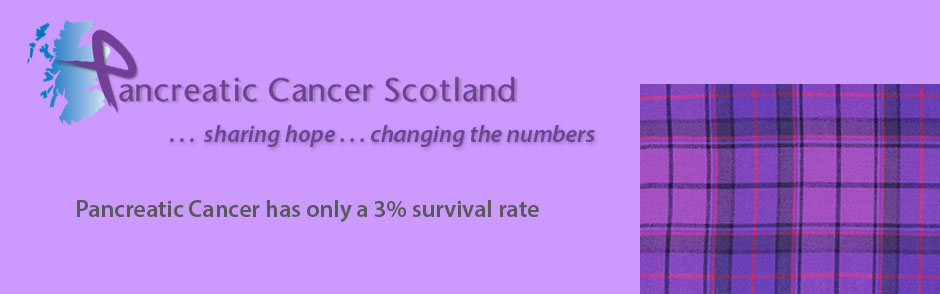 Pancreatic Cancer Scotland
. . . sharing hope . . . changing the numbers
Pancreatic Cancer has only a 3% survival rate